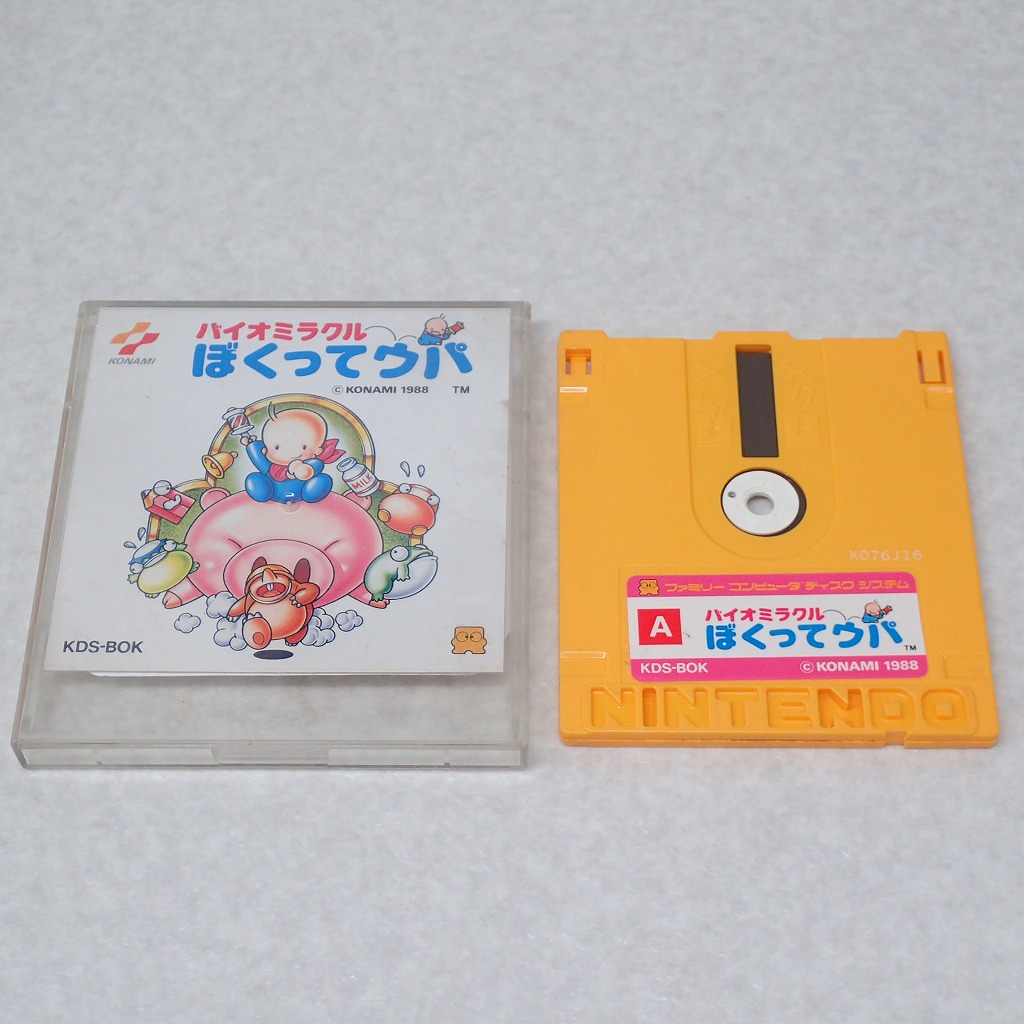 KONAMI
バイオミラクル
ぼくってウパ
© KONAMI 1988 TM
MILK
KDS-BOK
K076J16
ファミリー コンピュータ ディスク システム
A
バイオミラクル
ぼくってウパ
TM
KDS-BOK
© KONAMI 1988
NINTENDO